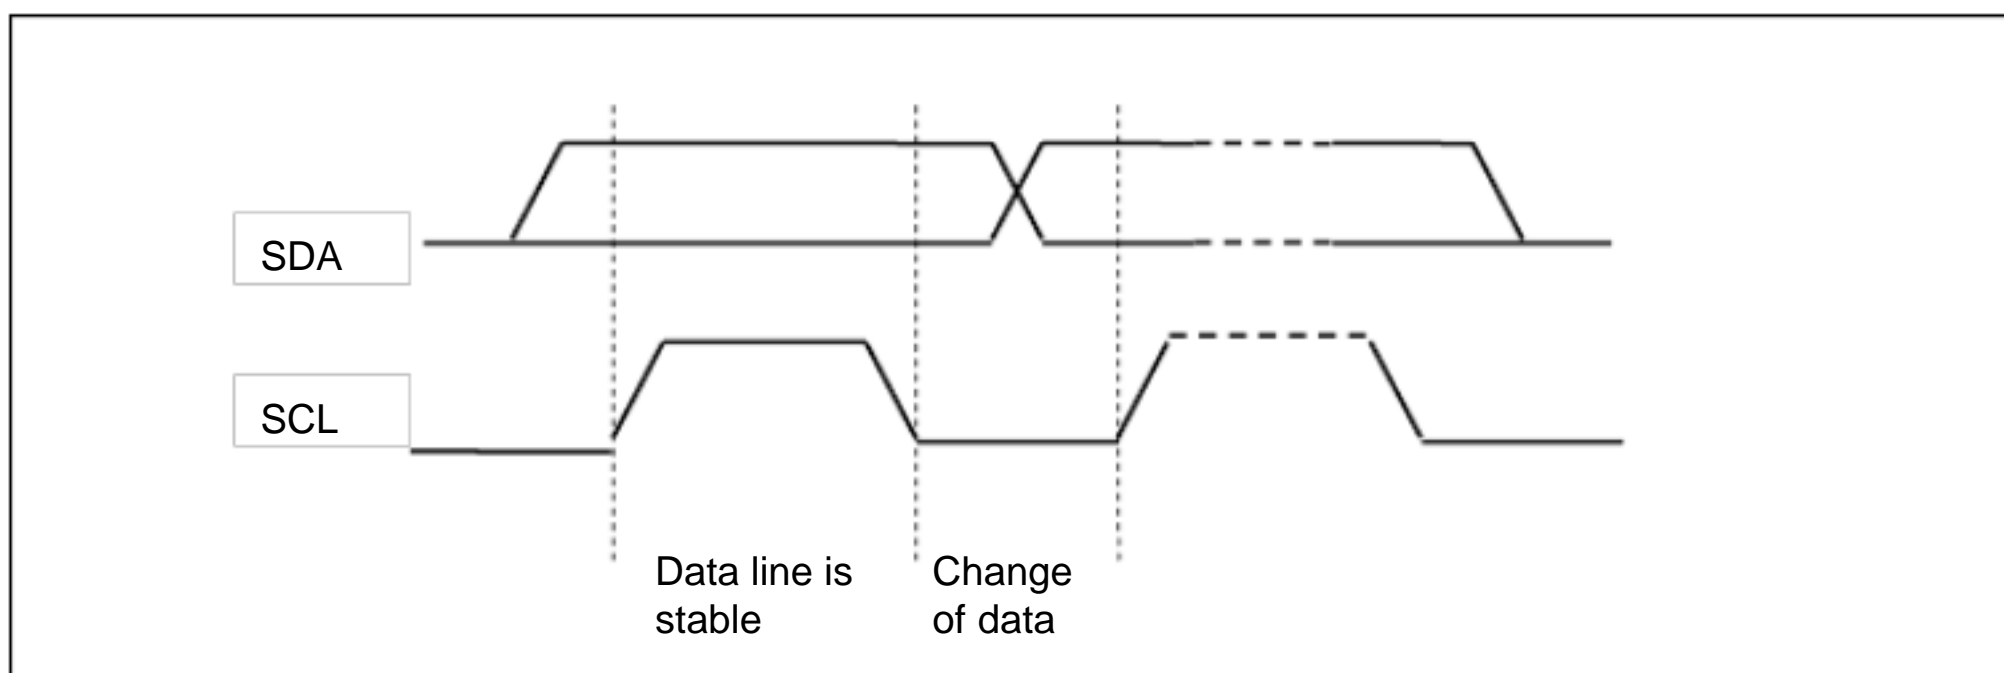 SDA
SCL
Data line is
stable
Change
of data